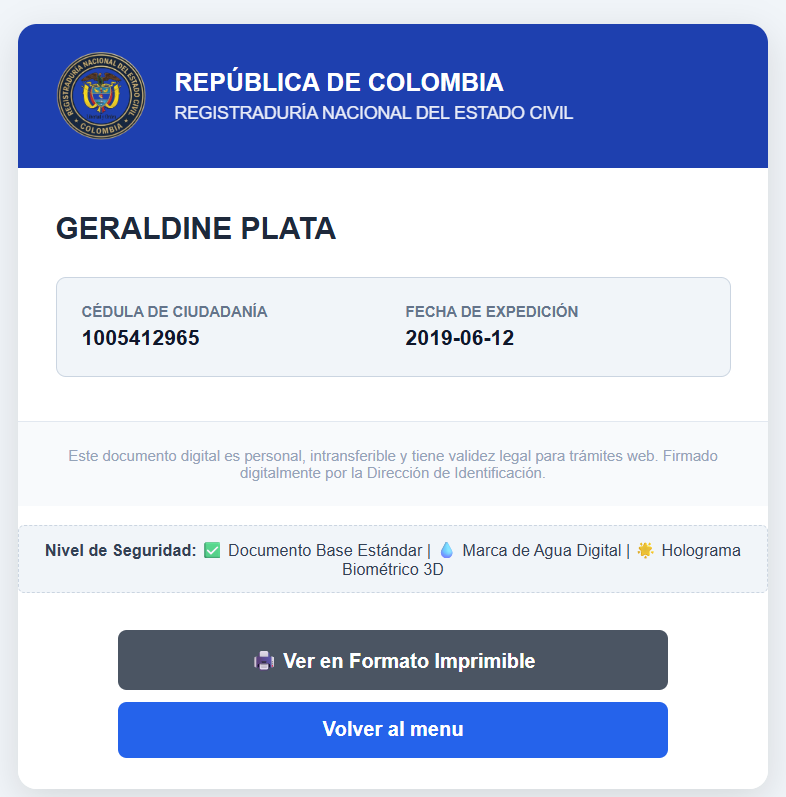 REGISTRADURÍA NACIONAL DEL ESTADO CIVIL
COLOMBIA
REPÚBLICA DE COLOMBIA
REGISTRADURÍA NACIONAL DEL ESTADO CIVIL
GERALDINE PLATA
CÉDULA DE CIUDADANÍA
1005412965
FECHA DE EXPEDICIÓN
2019-06-12
Este documento digital es personal, intransferible y tiene validez legal para trámites web. Firmado
digitalmente por la Dirección de Identificación.
Nivel de Seguridad: ✅ Documento Base Estándar | 💧 Marca de Agua Digital | 🌟 Holograma
Biométrico 3D
🖨️ Ver en Formato Imprimible
Volver al menu